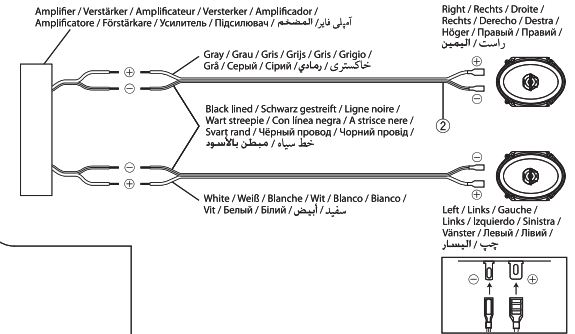 Amplifier / Verstärker / Amplificateur / Versterker / Amplificador /
Amplificatore / Förstärkare / Усилитель / Підсилювач / المضخم / آمپلی فایر
Gray / Grau / Gris / Grijs / Gris / Grigio /
Grå / Серый / Сірий / رمادي / خاکستری
Black lined / Schwarz gestreift / Ligne noire /
Wart streepie / Con línea negra / A strisce nere /
Svart rand / Чёрный провод / Чорний провід /
مبطن بالأسود / خط سیاه
White / Weiß / Blanche / Wit / Blanco / Bianco /
Vit / Белый / Білий / أبيض / سفید
Right / Rechts / Droite /
Rechts / Derecho / Destra /
Höger / Правый / Правий /
اليمين / راست
2
Left / Links / Gauche /
Links / Izquierdo / Sinistra /
Vänster / Левый / Лівий /
اليسار / چپ